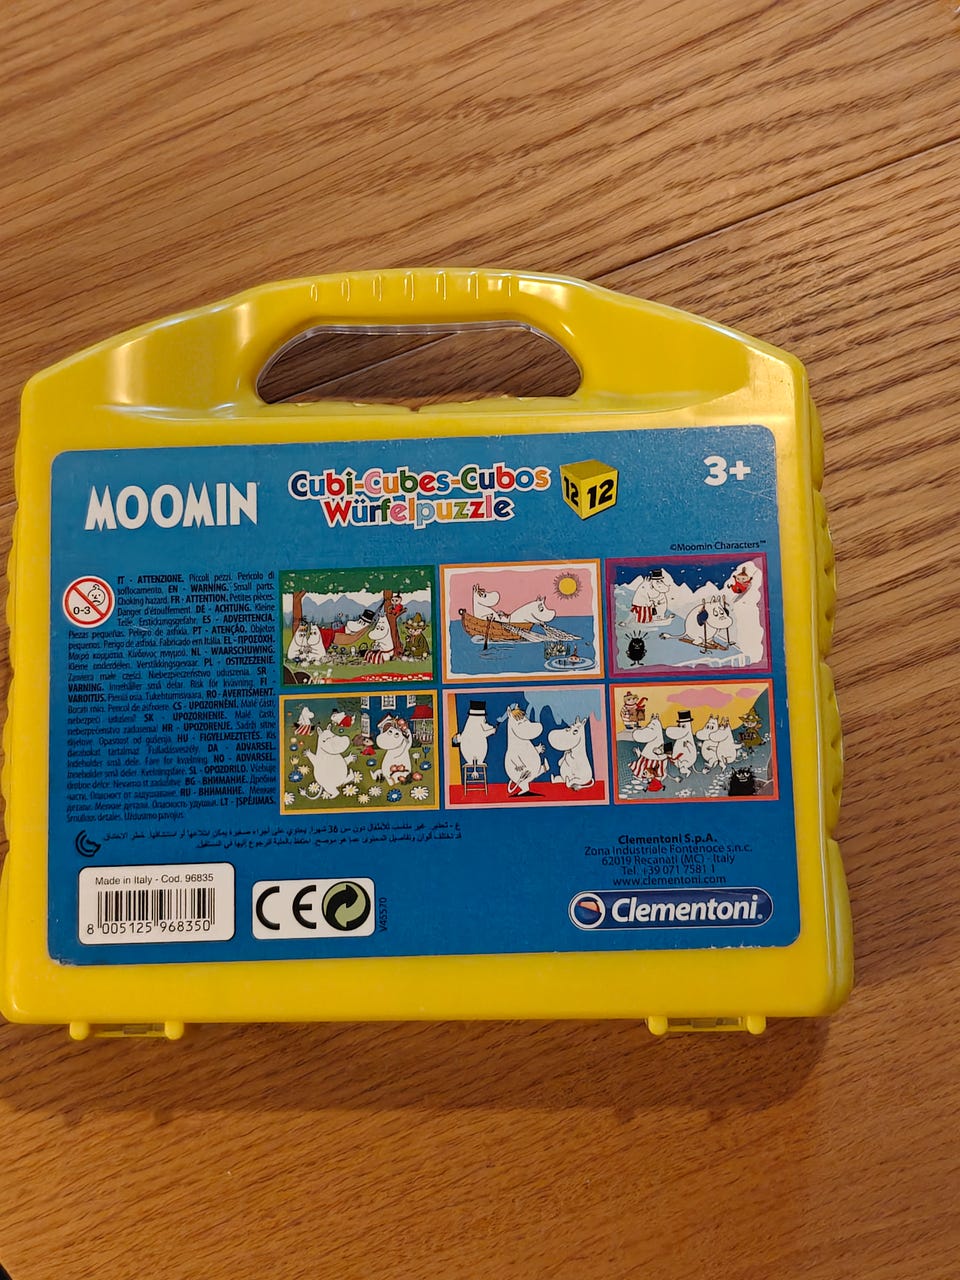 MOOMIN
Cubi-Cubes-Cubos
Würfelpuzzle
12 12
3+
©Moomin Characters™
0-3
IT - ATTENZIONE. Piccoli pezzi. Pericolo di
soffocamento. EN - WARNING. Small parts.
Choking hazard. FR - ATTENTION. Petites pièces.
Danger d'étouffement. DE - ACHTUNG. Kleine
Teile. Erstickungsgefahr. ES - ADVERTENCIA.
Piezas pequeñas. Peligro de asfixia. PT - ATENÇÃO. Objetos
pequenos. Perigo de asfixia. Fabricado em Itália. EL - ΠΡΟΣΟΧΗ.
Μικρά κομμάτια. Κίνδυνος πνιγμού. NL - WAARSCHUWING.
Kleine onderdelen. Verstikkingsgevaar. PL - OSTRZEŻENIE.
Zawiera małe części. Niebezpieczeństwo uduszenia. SE -
VARNING. Innehåller små delar. Risk för kvävning. FI -
VAROITUS. Pieniä osia. Tukehtumisvaara. RO - AVERTISMENT.
Bucăți mici. Pericol de asfixiere. CS - UPOZORNĚNÍ. Malé části,
nebezpečí udušení! SK - UPOZORNENIE. Malé časti,
nebezpečenstvo zadusenia! HR - UPOZORENJE. Sadrži sitne
dijelove. Opasnost od gušenja. HU - FIGYELMEZTETÉS. Kis
darabokat tartalmaz. Fulladásveszély. DA - ADVARSEL.
Indeholder små dele. Fare for kvælning. NO - ADVARSEL.
Inneholder små deler. Kvelningsfare. SL - OPOZORILO. Vsebuje
drobne delce. Nevarno st zadušitve! BG - ВНИМАНИЕ. Дребни
части. Опасност от задушаване. RU - ВНИМАНИЕ. Мелкие
детали. Опасность удушья. LT - ĮSPĖJIMAS.
Smulkios detalės. Uždusimo pavojus.
Made in Italy - Cod. 96835
8 005125 968350
CE
V45570
Clementoni S.p.A.
Zona Industriale Fontenoce s.n.c.
62019 Recanati (MC) - Italy
Tel. +39 071 7581 1
www.clementoni.com
Clementoni.